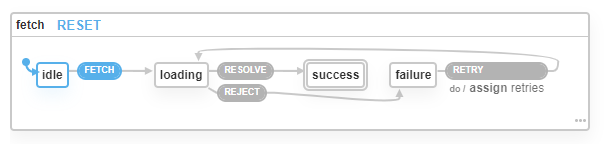 fetch RESET
idle FETCH loading RESOLVE success failure RETRY
REJECT do / assign retries